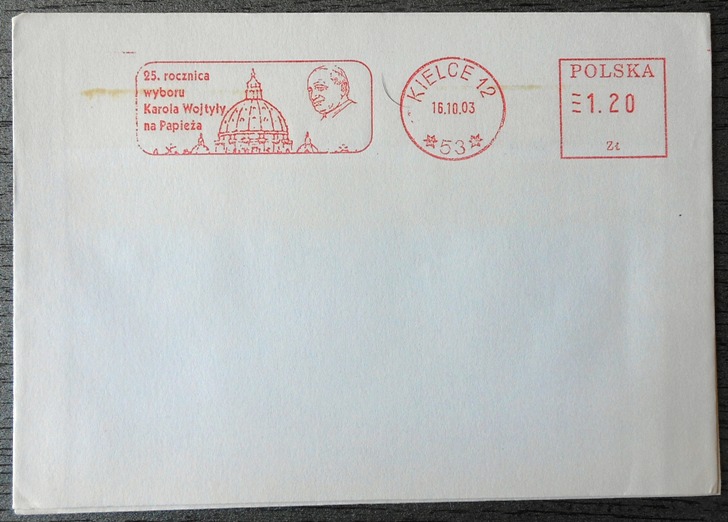 25. rocznica
wyboru
Karola Wojtyły
na Papieża
KIELCE 12
16.10.03
* 53 *
POLSKA
1.20
Zł